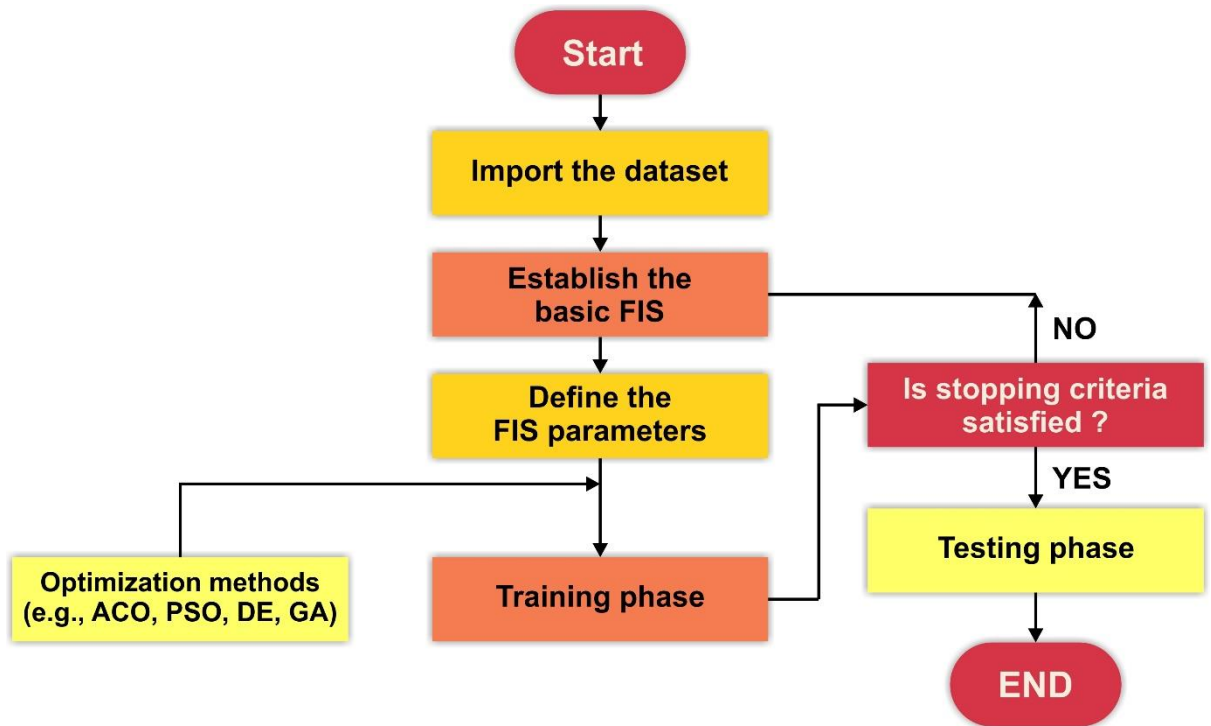 Start
Import the dataset
Establish the
basic FIS
NO
Define the
FIS parameters
Is stopping criteria
satisfied ?
YES
Optimization methods
(e.g., ACO, PSO, DE, GA)
Training phase
Testing phase
END